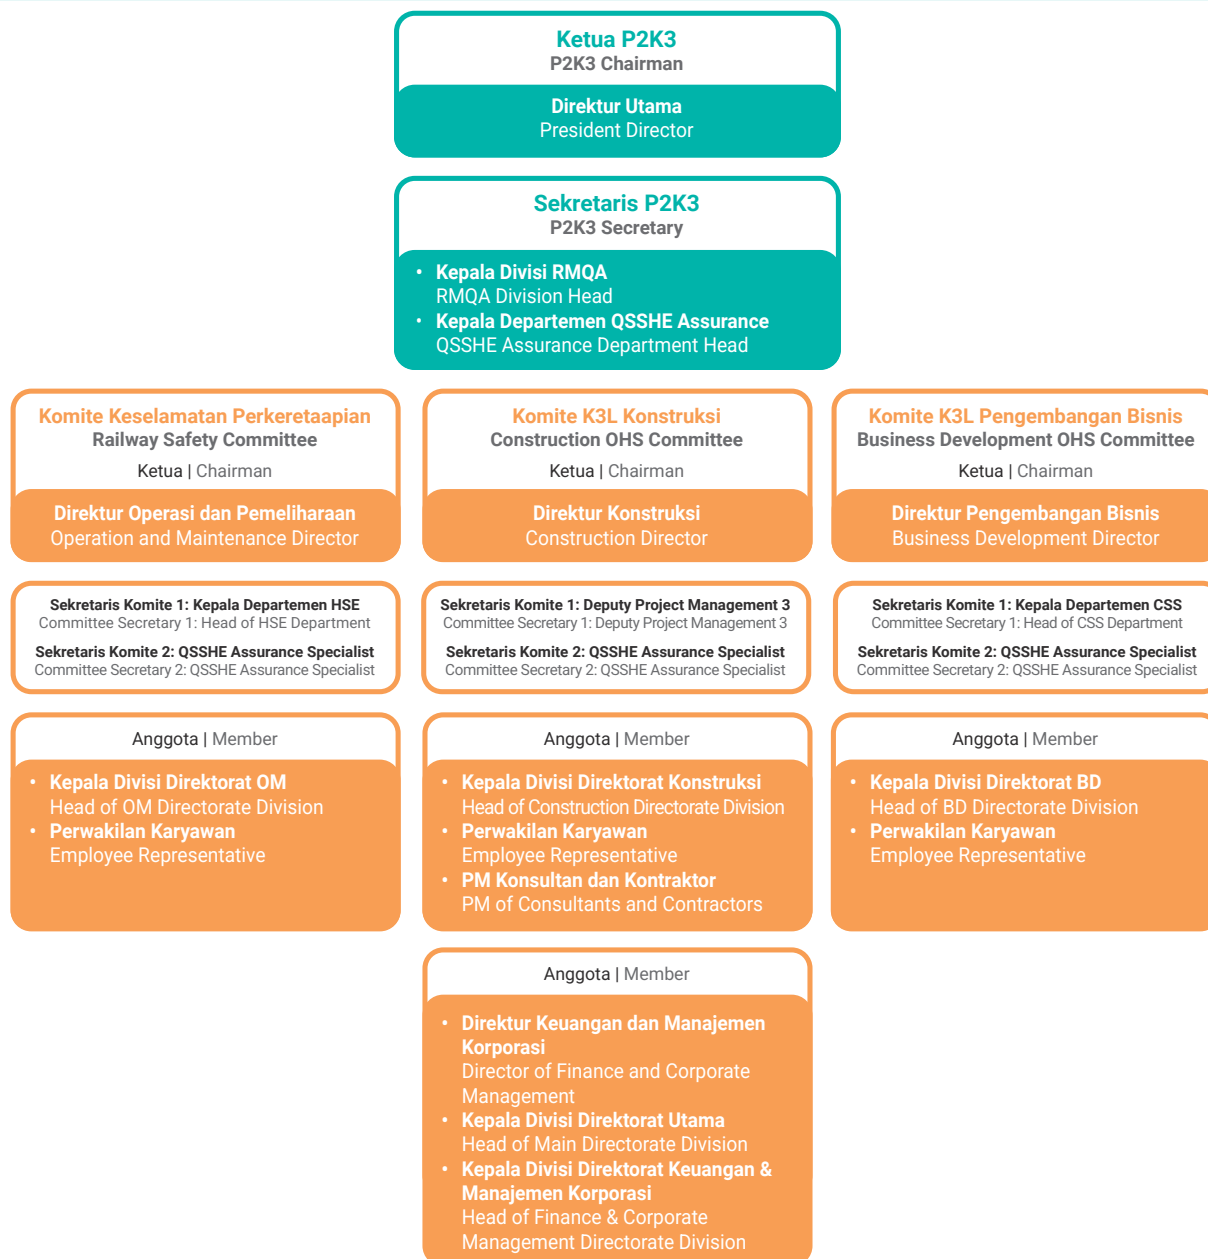 Ketua P2K3
P2K3 Chairman
Direktur Utama
President Director
Sekretaris P2K3
P2K3 Secretary
• Kepala Divisi RMQA
RMQA Division Head
• Kepala Departemen QSSHE Assurance
QSSHE Assurance Department Head
Komite Keselamatan Perkeretaapian
Railway Safety Committee
Ketua | Chairman
Direktur Operasi dan Pemeliharaan
Operation and Maintenance Director
Sekretaris Komite 1: Kepala Departemen HSE
Committee Secretary 1: Head of HSE Department
Sekretaris Komite 2: QSSHE Assurance Specialist
Committee Secretary 2: QSSHE Assurance Specialist
Anggota | Member
• Kepala Divisi Direktorat OM
Head of OM Directorate Division
• Perwakilan Karyawan
Employee Representative
Komite K3L Konstruksi
Construction OHS Committee
Ketua | Chairman
Direktur Konstruksi
Construction Director
Sekretaris Komite 1: Deputy Project Management 3
Committee Secretary 1: Deputy Project Management 3
Sekretaris Komite 2: QSSHE Assurance Specialist
Committee Secretary 2: QSSHE Assurance Specialist
Anggota | Member
• Kepala Divisi Direktorat Konstruksi
Head of Construction Directorate Division
• Perwakilan Karyawan
Employee Representative
• PM Konsultan dan Kontraktor
PM of Consultants and Contractors
Komite K3L Pengembangan Bisnis
Business Development OHS Committee
Ketua | Chairman
Direktur Pengembangan Bisnis
Business Development Director
Sekretaris Komite 1: Kepala Departemen CSS
Committee Secretary 1: Head of CSS Department
Sekretaris Komite 2: QSSHE Assurance Specialist
Committee Secretary 2: QSSHE Assurance Specialist
Anggota | Member
• Kepala Divisi Direktorat BD
Head of BD Directorate Division
• Perwakilan Karyawan
Employee Representative
Anggota | Member
• Direktur Keuangan dan Manajemen
Korporasi
Director of Finance and Corporate
Management
• Kepala Divisi Direktorat Utama
Head of Main Directorate Division
• Kepala Divisi Direktorat Keuangan &
Manajemen Korporasi
Head of Finance & Corporate
Management Directorate Division